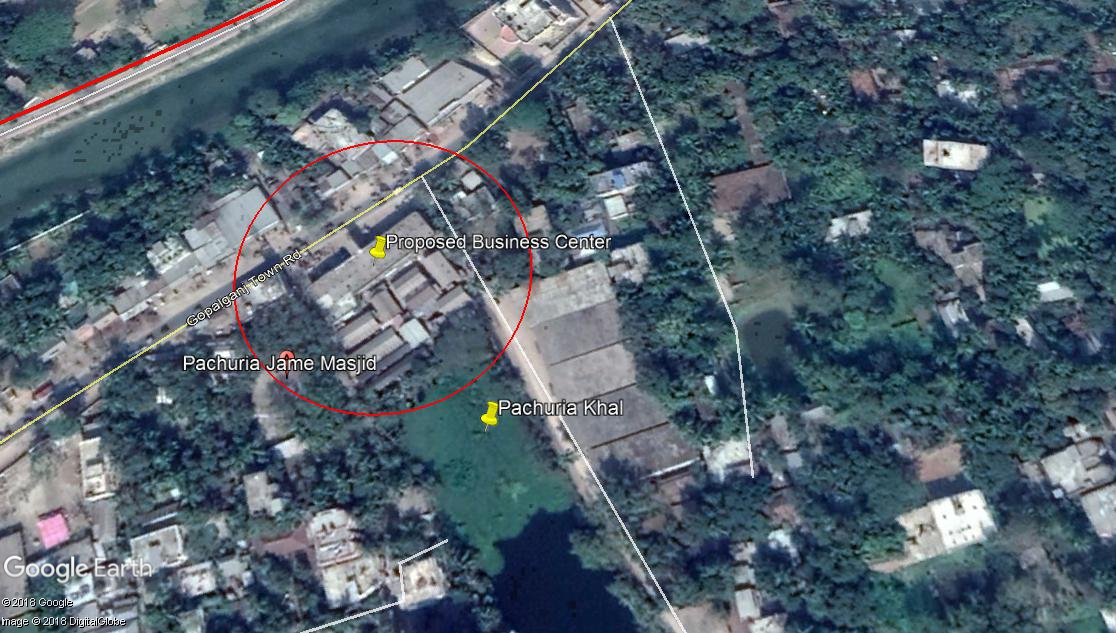 Proposed Business Center
Gopalganj Town Rd
Pachuria Jame Masjid
Pachuria Khal
Google Earth
© 2018 Google
Image © 2018 DigitalGlobe